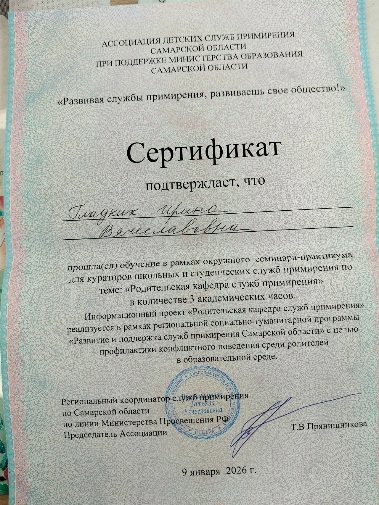 АССОЦИАЦИЯ ДЕТСКИХ СЛУЖБ ПРИМИРЕНИЯ
САМАРСКОЙ ОБЛАСТИ
ПРИ ПОДДЕРЖКЕ МИНИСТЕРСТВА ОБРАЗОВАНИЯ
САМАРСКОЙ ОБЛАСТИ
«Развивая службы примирения, развиваешь свое общество!»
Сертификат
подтверждает, что
Гладких Ирина
Вячеславовна
прошла(ел) обучение в рамках окружного семинара-практикума
для кураторов школьных и студенческих служб примирения по
теме: «Родительская кафедра служб примирения»
в количестве 3 академических часов
Информационный проект «Родительская кафедра служб примирения»
реализуется в рамках региональной социально-гуманитарной программы
«Развитие и поддержка служб примирения Самарской области» с целью
профилактики конфликтного поведения среди родителей
в образовательной среде.
Региональный координатор служб примирения
по Самарской области
по линии Министерства Просвещения РФ
Председатель Ассоциации
Т.В Прянишникова
9 января 2026 г.